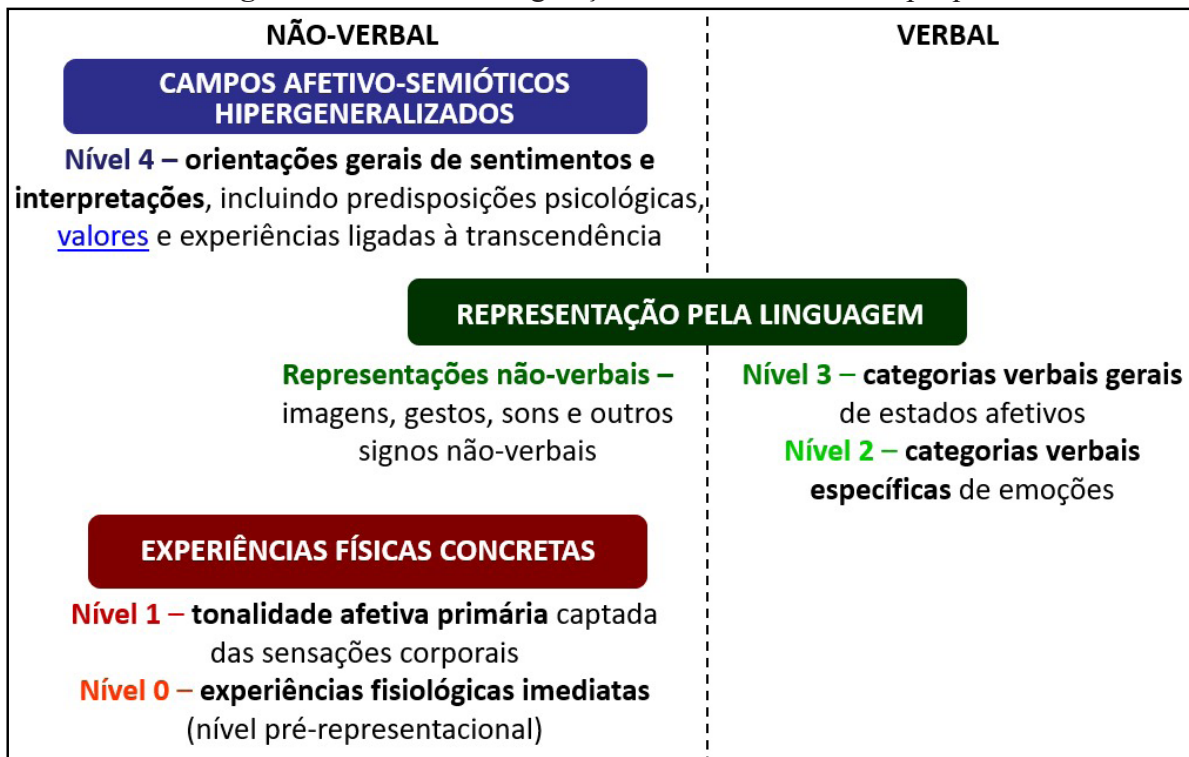 NÃO-VERBAL VERBAL
CAMPOS AFETIVO-SEMIÓTICOS
HIPERGENERALIZADOS
Nível 4 – orientações gerais de sentimentos e
interpretações, incluindo predisposições psicológicas,
valores e experiências ligadas à transcendência
REPRESENTAÇÃO PELA LINGUAGEM
Representações não-verbais –
imagens, gestos, sons e outros
signos não-verbais
Nível 3 – categorias verbais gerais
de estados afetivos
Nível 2 – categorias verbais
específicas de emoções
EXPERIÊNCIAS FÍSICAS CONCRETAS
Nível 1 – tonalidade afetiva primária captada
das sensações corporais
Nível 0 – experiências fisiológicas imediatas
(nível pré-representacional)